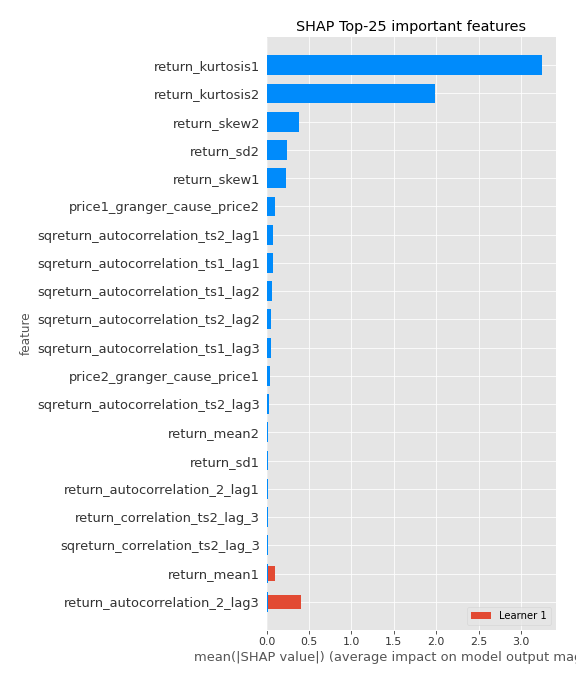 SHAP Top-25 important features
return_kurtosis1
return_kurtosis2
return_skew2
return_sd2
return_skew1
price1_granger_cause_price2
sqreturn_autocorrelation_ts2_lag1
sqreturn_autocorrelation_ts1_lag1
sqreturn_autocorrelation_ts1_lag2
sqreturn_autocorrelation_ts2_lag2
sqreturn_autocorrelation_ts1_lag3
price2_granger_cause_price1
sqreturn_autocorrelation_ts2_lag3
return_mean2
return_sd1
return_autocorrelation_2_lag1
return_correlation_ts2_lag_3
sqreturn_correlation_ts2_lag_3
return_mean1
return_autocorrelation_2_lag3
feature
Learner 1
0.0 0.5 1.0 1.5 2.0 2.5 3.0
mean(|SHAP value|) (average impact on model output mag